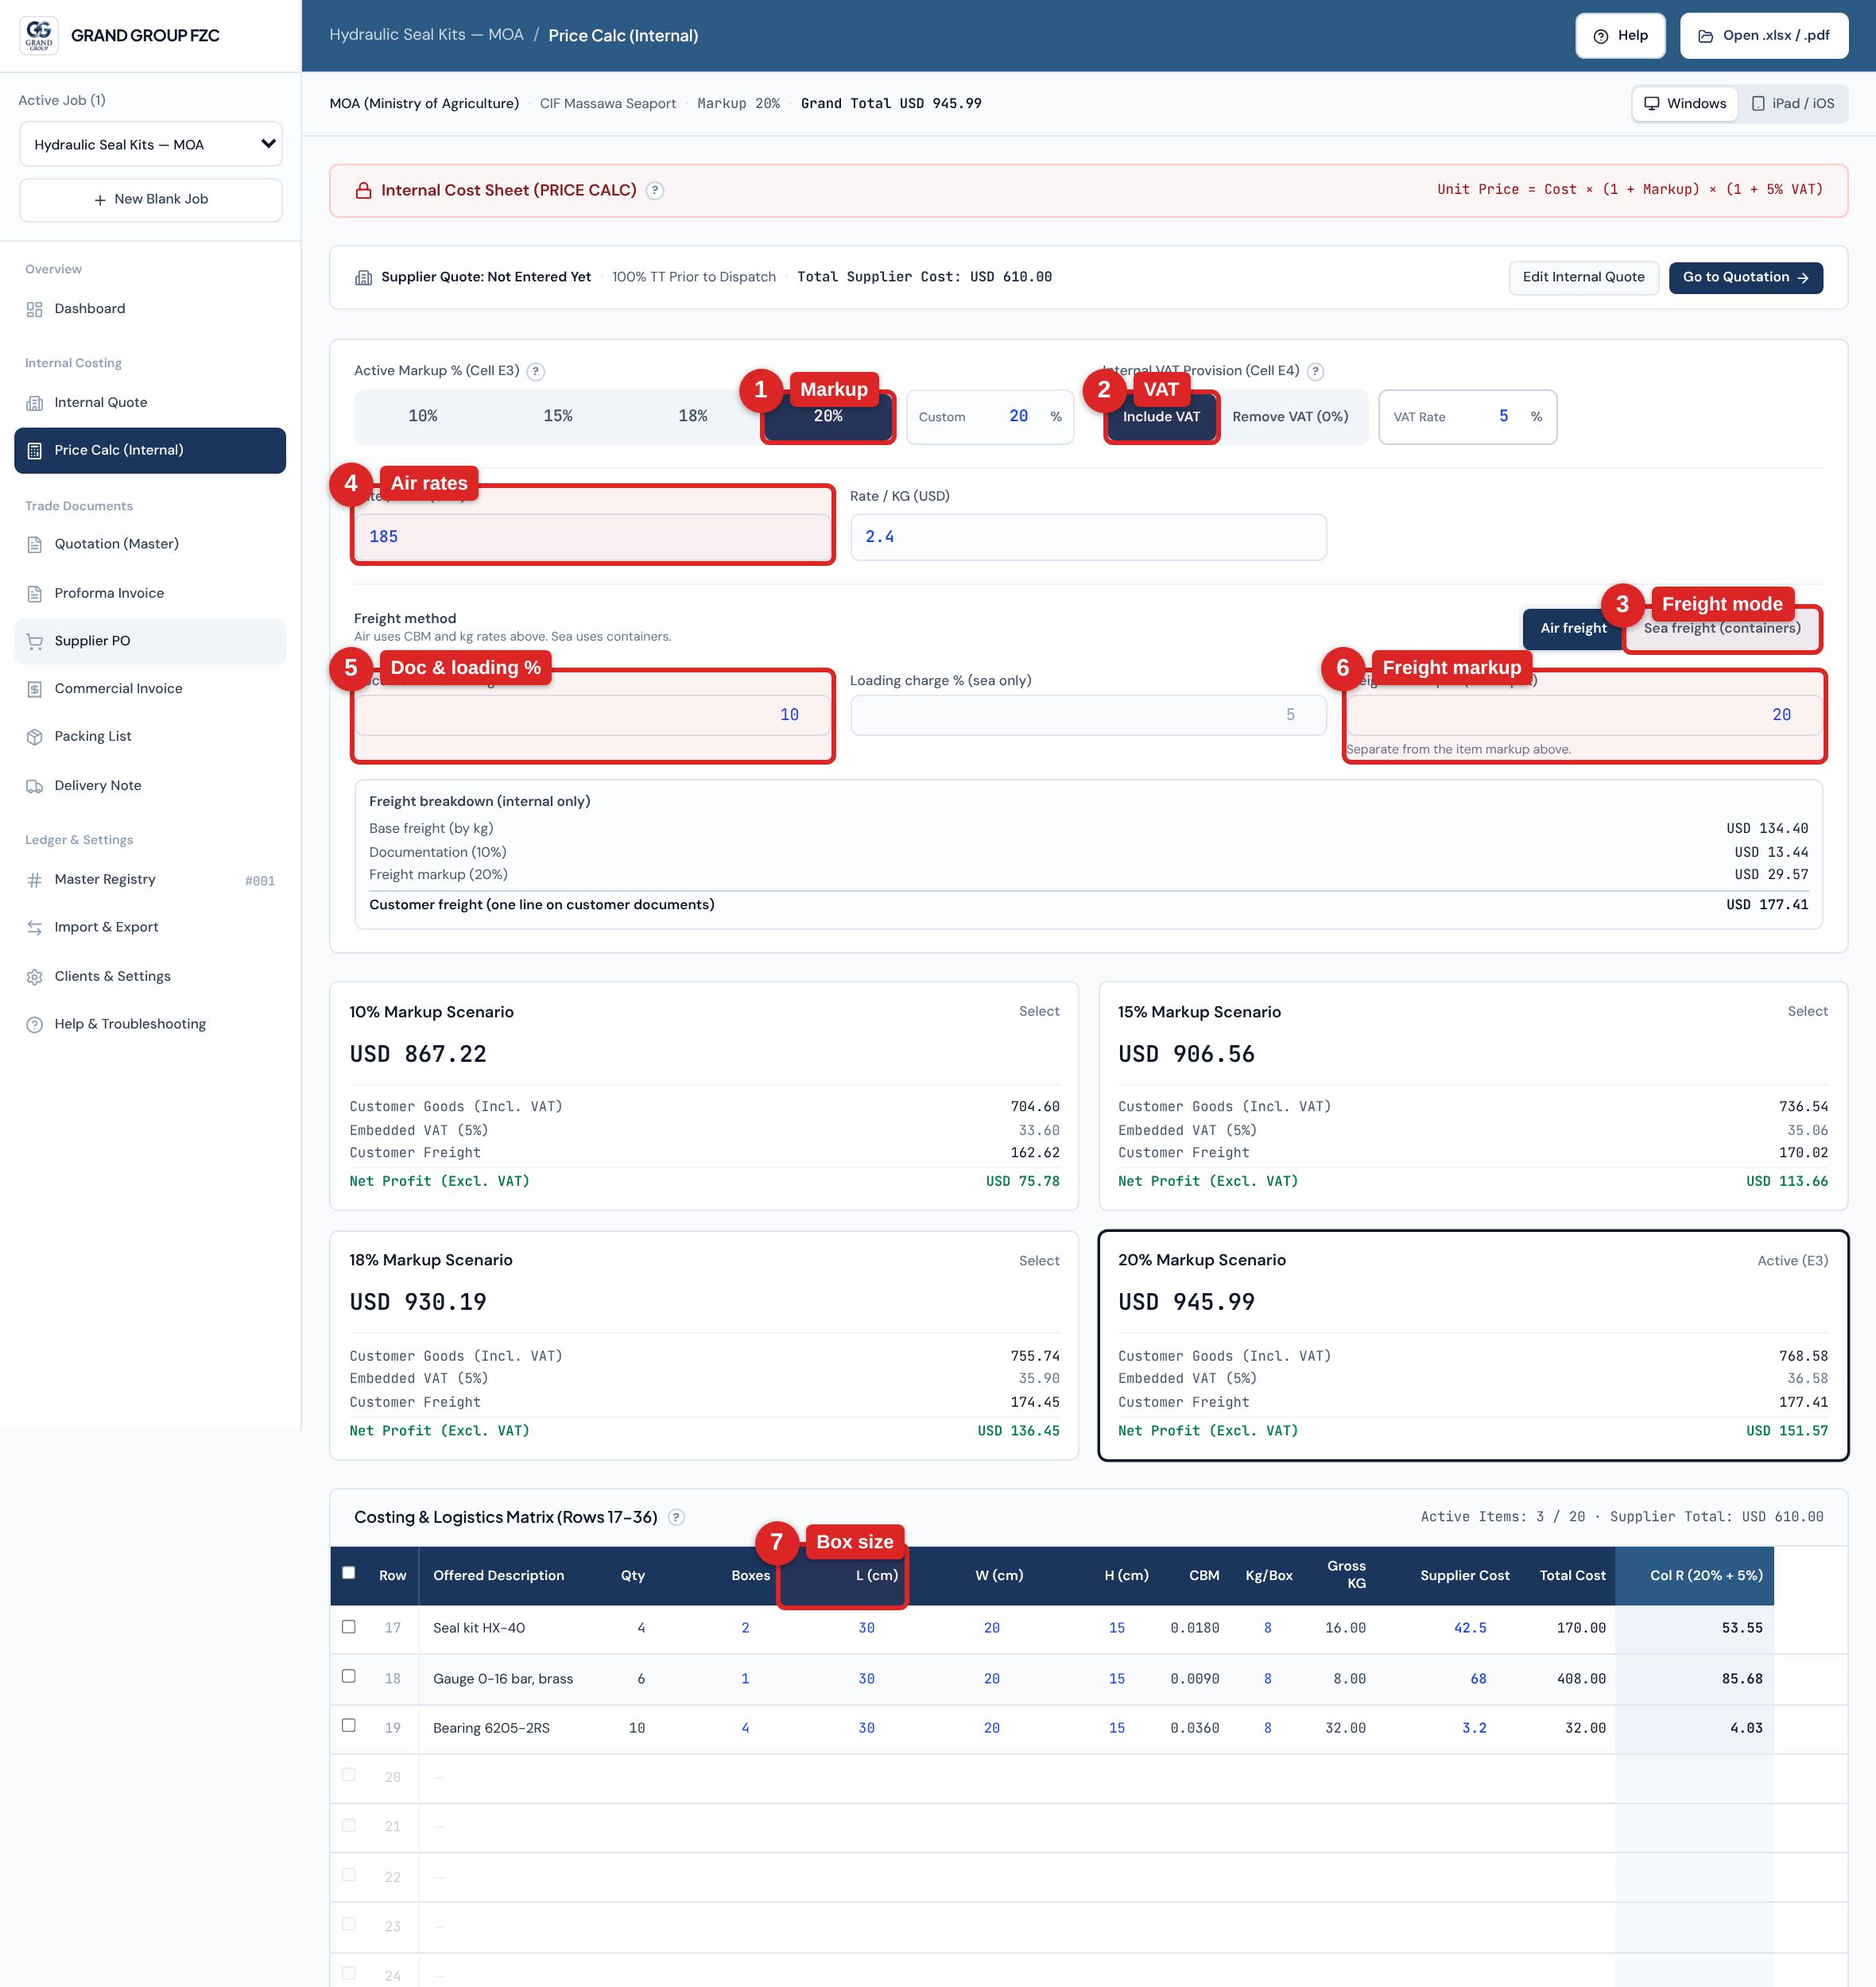 GRAND GROUP FZC
Hydraulic Seal Kits — MOA / Price Calc (Internal)
Help
Open .xlsx / .pdf
Active Job (1)
Hydraulic Seal Kits — MOA
+ New Blank Job
Overview
Dashboard
Internal Costing
Internal Quote
Price Calc (Internal)
Trade Documents
Quotation (Master)
Proforma Invoice
Supplier PO
Commercial Invoice
Packing List
Delivery Note
Ledger & Settings
Master Registry #001
Import & Export
Clients & Settings
Help & Troubleshooting
MOA (Ministry of Agriculture) · CIF Massawa Seaport · Markup 20% · Grand Total USD 945.99
Windows
iPad / iOS
Internal Cost Sheet (PRICE CALC) ?
Unit Price = Cost × (1 + Markup) × (1 + 5% VAT)
Supplier Quote: Not Entered Yet · 100% TT Prior to Dispatch · Total Supplier Cost: USD 610.00
Edit Internal Quote
Go to Quotation →
Active Markup % (Cell E3) ?
Internal VAT Provision (Cell E4) ?
1 Markup
2 VAT
10% 15% 18% 20%
Custom 20 %
Include VAT
Remove VAT (0%)
VAT Rate 5 %
4 Air rates
Rate / KG (USD)
185
2.4
3 Freight mode
Freight method
Air uses CBM and kg rates above. Sea uses containers.
Air freight
Sea freight (containers)
5 Doc & loading %
Loading charge % (sea only)
6 Freight markup
10
5
20
Separate from the item markup above.
Freight breakdown (internal only)
Base freight (by kg) USD 134.40
Documentation (10%) USD 13.44
Freight markup (20%) USD 29.57
Customer freight (one line on customer documents) USD 177.41
10% Markup Scenario Select
USD 867.22
Customer Goods (Incl. VAT) 704.60
Embedded VAT (5%) 33.60
Customer Freight 162.62
Net Profit (Excl. VAT) USD 75.78
15% Markup Scenario Select
USD 906.56
Customer Goods (Incl. VAT) 736.54
Embedded VAT (5%) 35.06
Customer Freight 170.02
Net Profit (Excl. VAT) USD 113.66
18% Markup Scenario Select
USD 930.19
Customer Goods (Incl. VAT) 755.74
Embedded VAT (5%) 35.90
Customer Freight 174.45
Net Profit (Excl. VAT) USD 136.45
20% Markup Scenario Active (E3)
USD 945.99
Customer Goods (Incl. VAT) 768.58
Embedded VAT (5%) 36.58
Customer Freight 177.41
Net Profit (Excl. VAT) USD 151.57
Costing & Logistics Matrix (Rows 17–36) ?
Active Items: 3 / 20 · Supplier Total: USD 610.00
7 Box size
Row Offered Description Qty Boxes L (cm) W (cm) H (cm) CBM Kg/Box Gross KG Supplier Cost Total Cost Col R (20% + 5%)
17 Seal kit HX-40 4 2 30 20 15 0.0180 8 16.00 42.5 170.00 53.55
18 Gauge 0-16 bar, brass 6 1 30 20 15 0.0090 8 8.00 68 408.00 85.68
19 Bearing 6205-2RS 10 4 30 20 15 0.0360 8 32.00 3.2 32.00 4.03
20 —
21 —
22 —
23 —
24 —